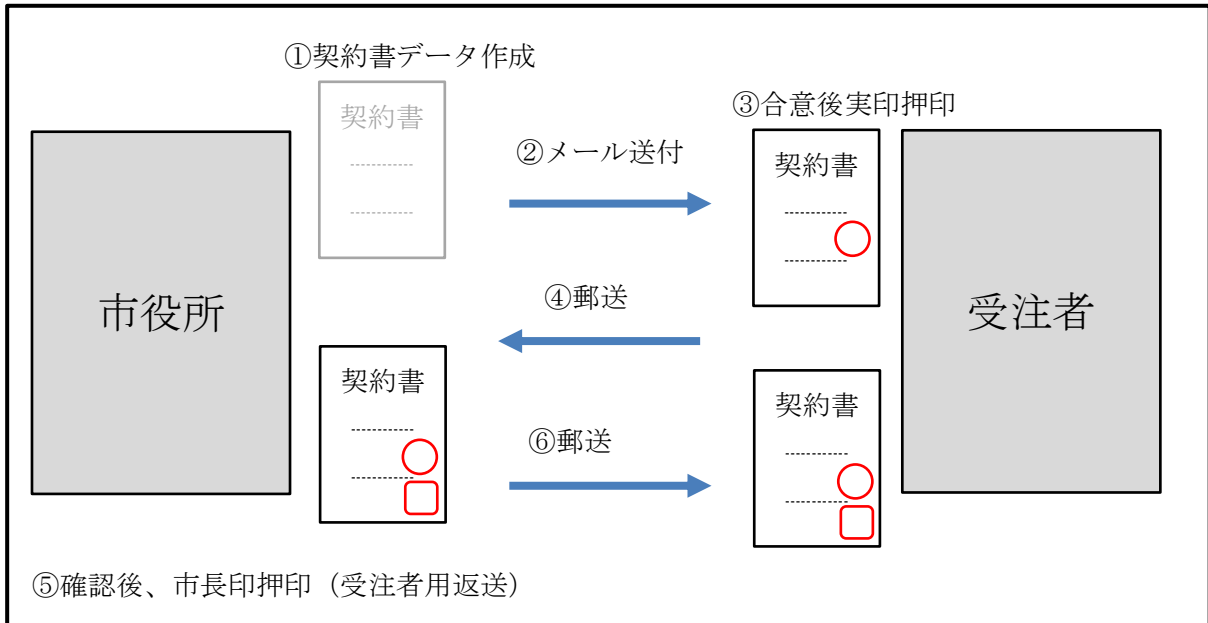 ①契約書データ作成
契約書
②メール送付
③合意後実印押印
契約書
市役所
受注者
④郵送
契約書
⑥郵送
契約書
⑤確認後、市長印押印（受注者用返送）